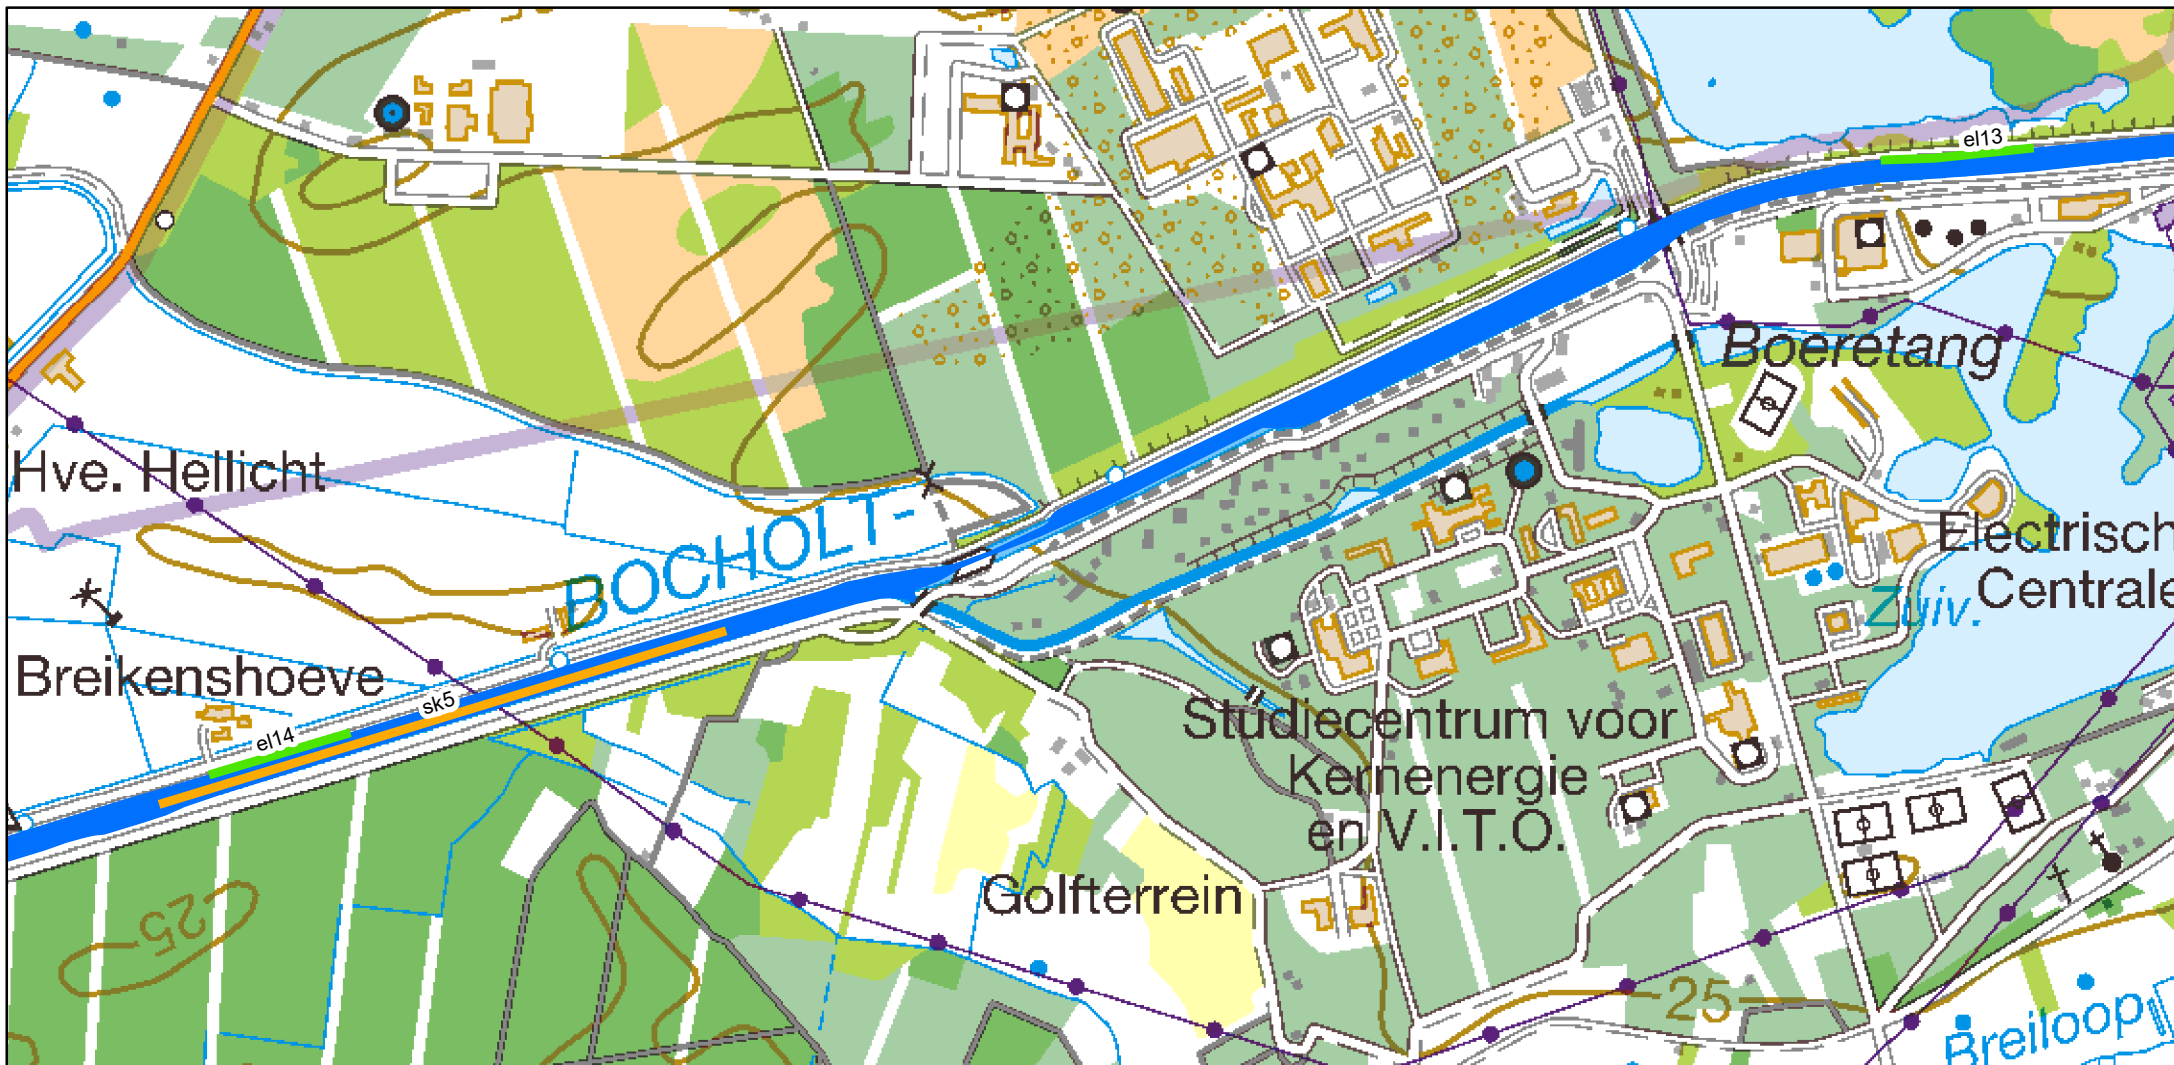 el13
Boeretang
Hve. Hellicht
BOCHOLT-
Electrisch
Centrale
Zuiv.
Breikenshoeve
sk5
el14
Studiecentrum voor
Kernenergie
en V.I.T.O.
Golfterrein
25
25
Breiloop